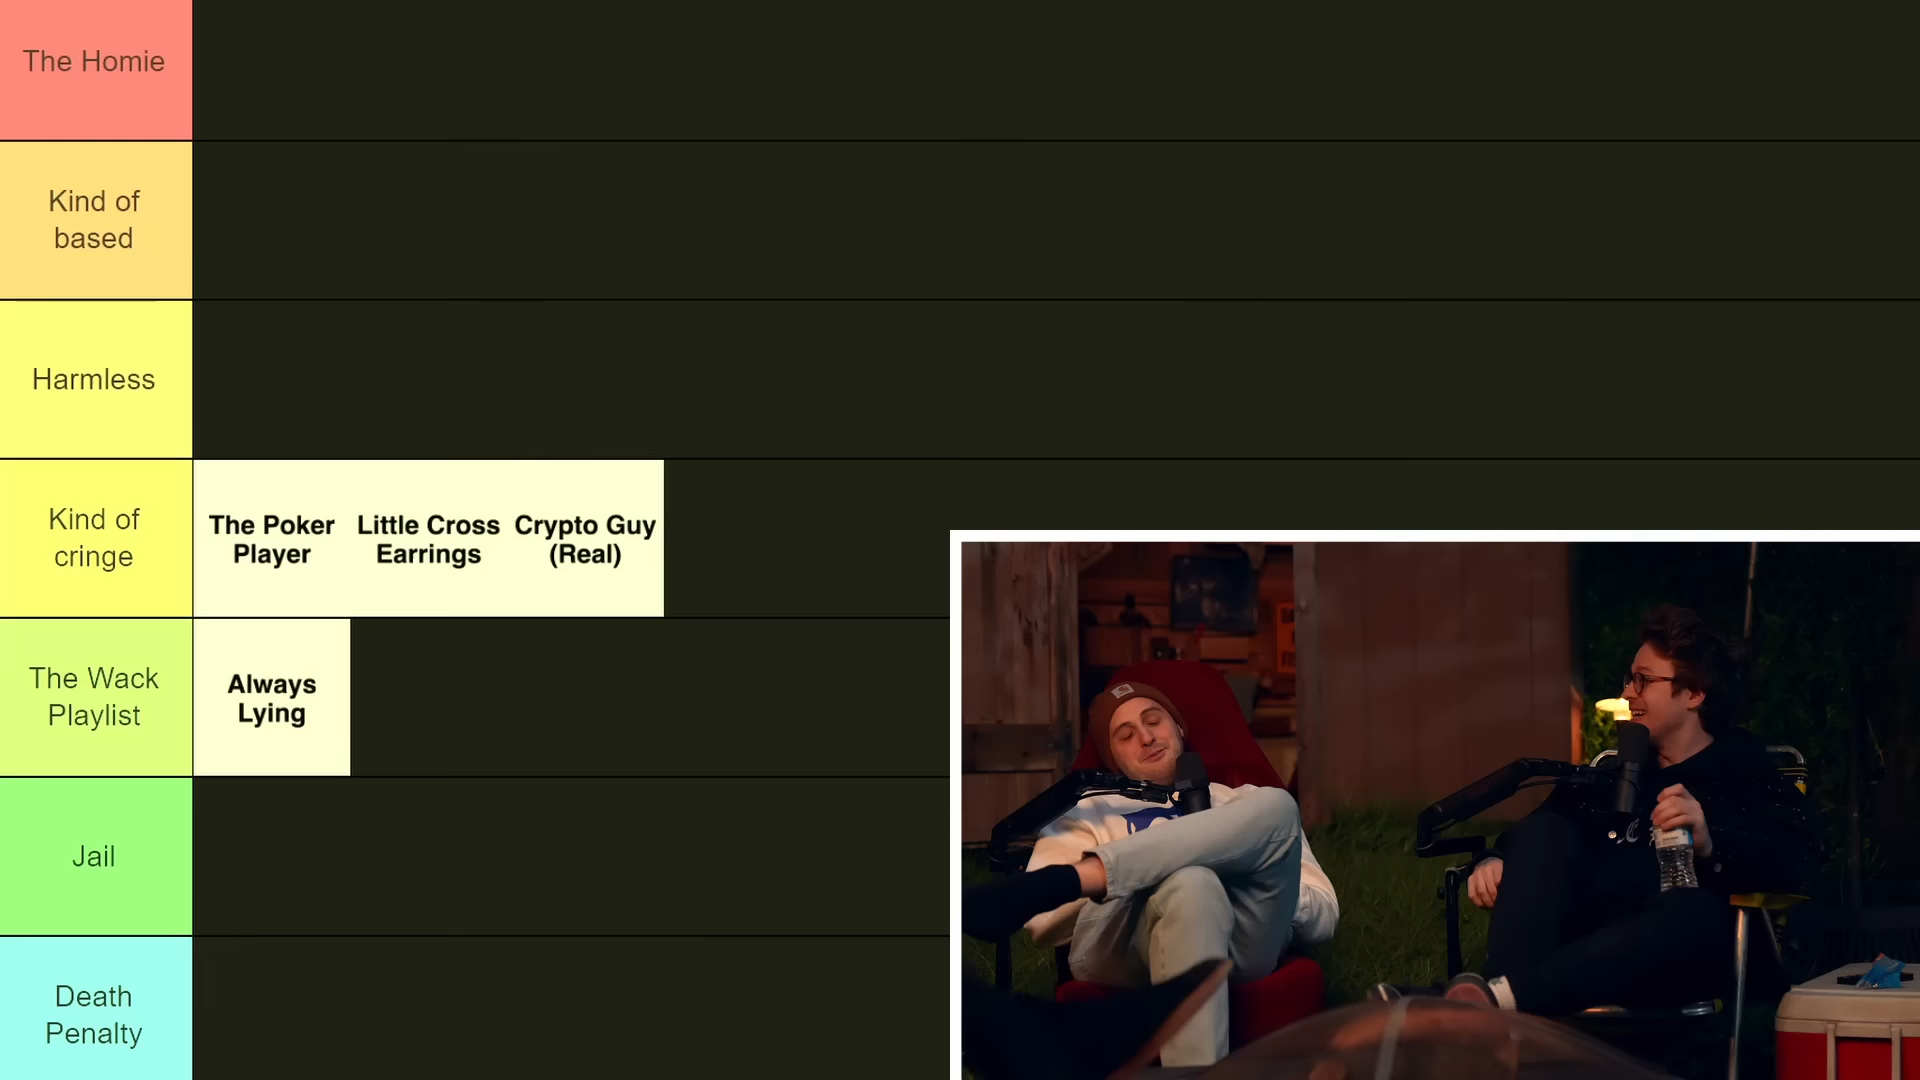 The Homie
Kind of
based
Harmless
Kind of
cringe
The Poker
Player
Little Cross
Earrings
Crypto Guy
(Real)
The Wack
Playlist
Always
Lying
Jail
Death
Penalty